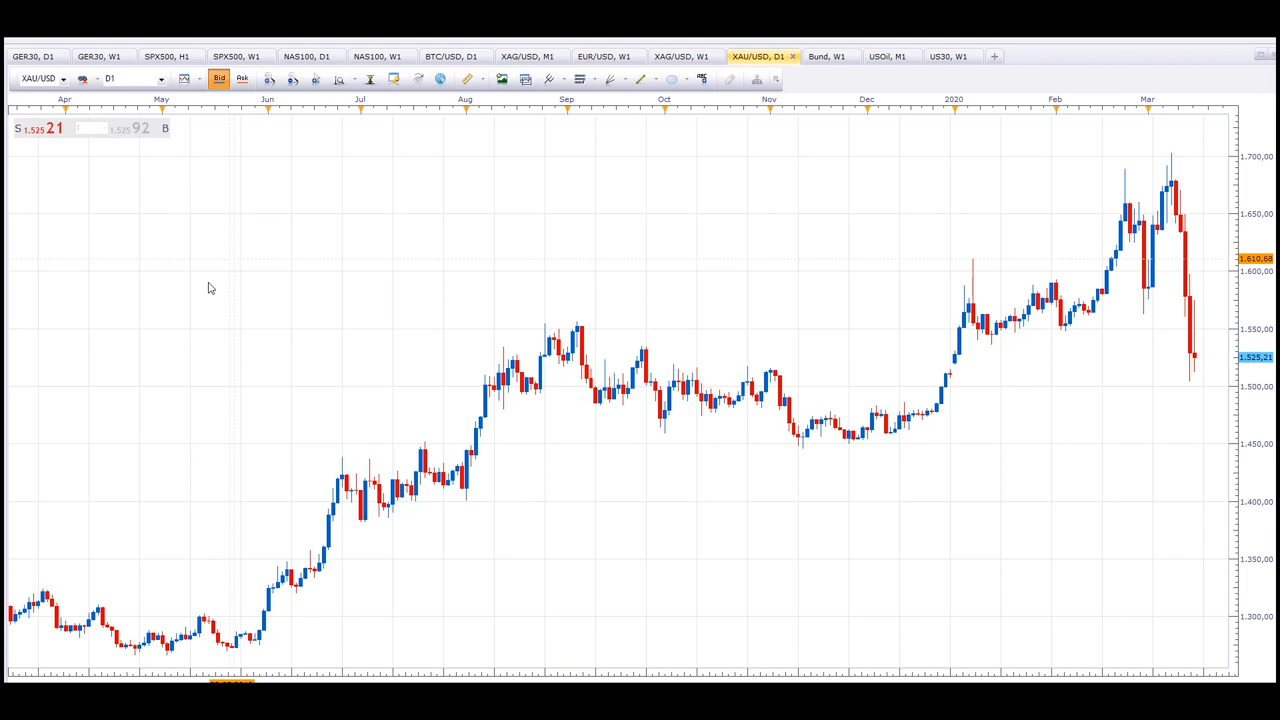 GER30, D1 GER30, W1 SPX500, H1 SPX500, W1 NAS100, D1 NAS100, W1 BTC/USD, D1 XAG/USD, M1 EUR/USD, W1 XAG/USD, W1 XAU/USD, D1 Bund, W1 USOil, M1 US30, W1
XAU/USD D1 Bid Ask ABC
Apr May Jun Jul Aug Sep Oct Nov Dec 2020 Feb Mar
S 1.525 21 1 1.525 92 B
1.700,00
1.650,00
1.610,68
1.600,00
1.550,00
1.525,21
1.500,00
1.450,00
1.400,00
1.350,00
1.300,00